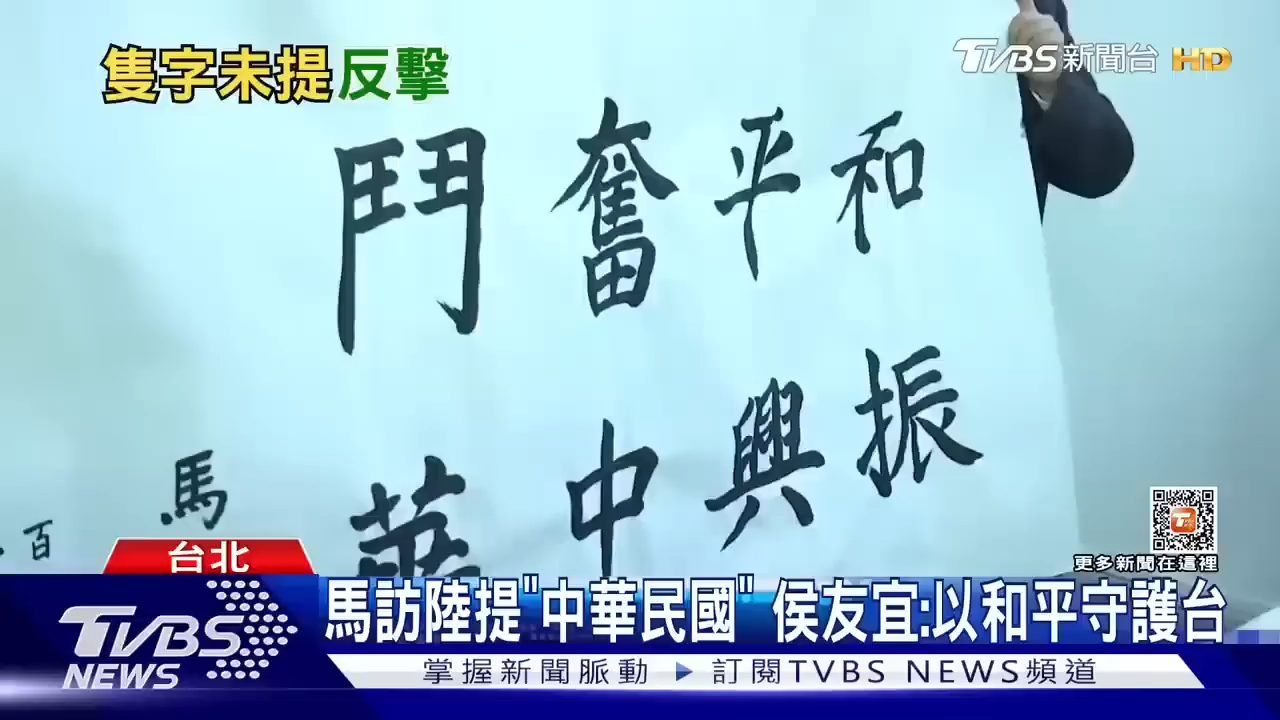 隻字未提反擊
TVBS新聞台 HD
和平奮鬥
振興中華
馬
百
更多新聞在這裡
台北
馬訪陸提"中華民國" 侯友宜:以和平守護台
TVBS NEWS
掌握新聞脈動 ▶ 訂閱TVBS NEWS頻道